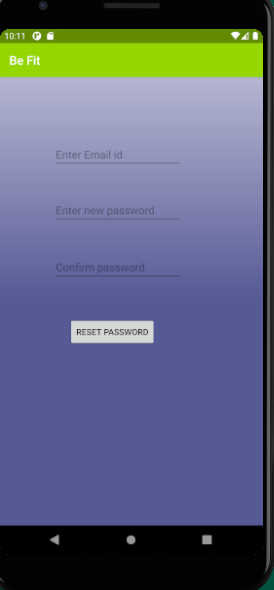 10:11
Be Fit
Enter Email id
Enter new password
Confirm password
RESET PASSWORD